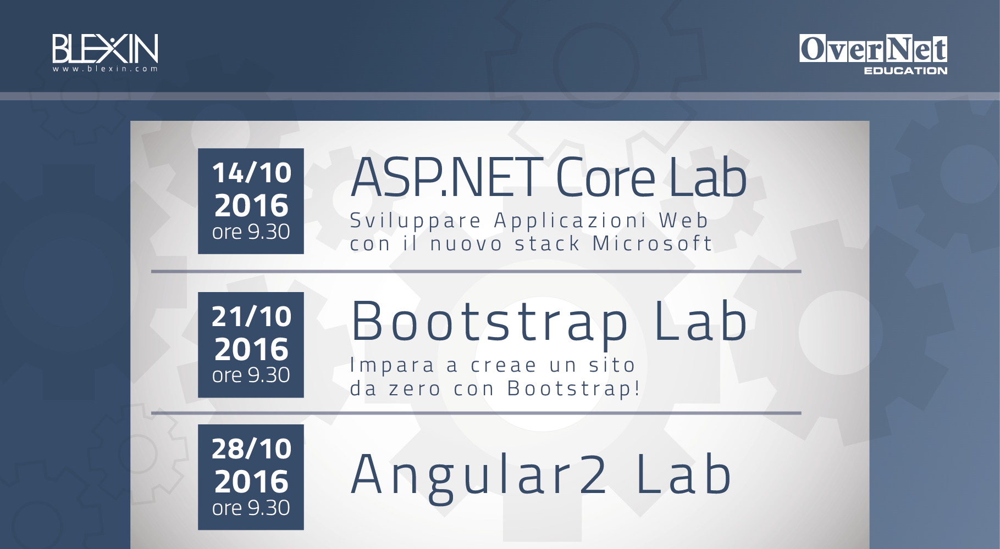 BLEXIN
www.blexin.com
OverNet
EDUCATION
14/10
2016
ore 9.30
ASP.NET Core Lab
Sviluppare Applicazioni Web
con il nuovo stack Microsoft
21/10
2016
ore 9.30
Bootstrap Lab
Impara a creae un sito
da zero con Bootstrap!
28/10
2016
ore 9.30
Angular2 Lab